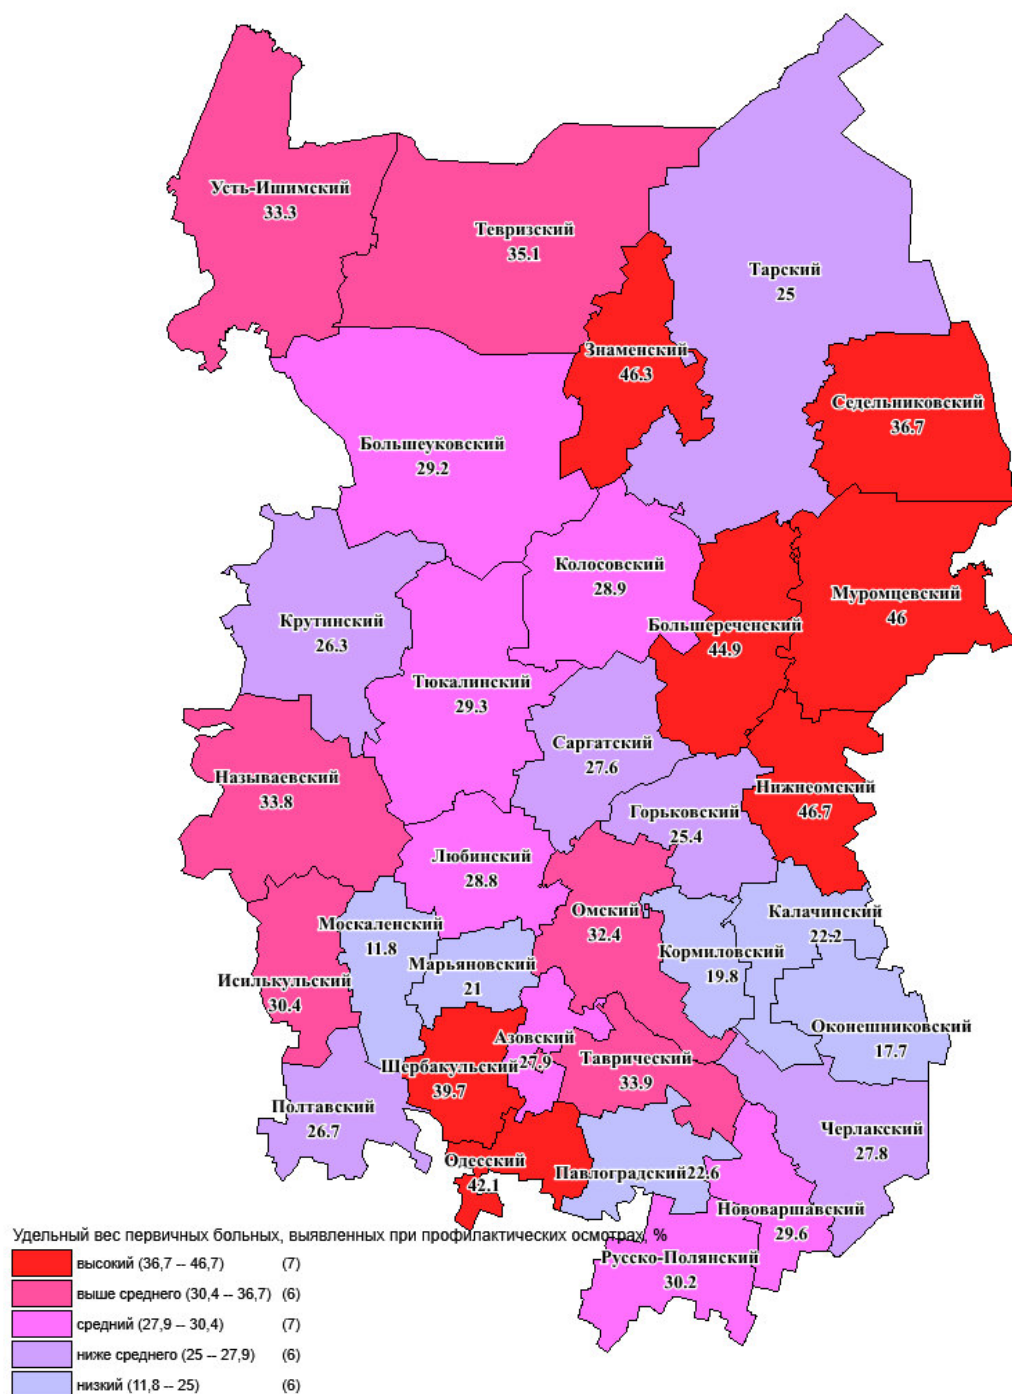 Усть-Ишимский
33.3
Тевризский
35.1
Тарский
25
Знаменский
46.3
Седельниковский
36.7
Большеуковский
29.2
Колосовский
28.9
Муромцевский
46
Крутинский
26.3
Большереченский
44.9
Тюкалинский
29.3
Саргатский
27.6
Называевский
33.8
Нижнеомский
46.7
Горьковский
25.4
Любинский
28.8
Москаленский
11.8
Омский
32.4
Калачинский
22.2
Кормиловский
19.8
Марьяновский
21
Исилькульский
30.4
Оконешниковский
17.7
Азовский
27.9
Таврический
33.9
Шербакульский
39.7
Полтавский
26.7
Черлакский
27.8
Одесский
42.1
Павлоградский 22.6
Нововаршавский
29.6
Русско-Полянский
30.2
Удельный вес первичных больных, выявленных при профилактических осмотрах, %
высокий (36,7 -- 46,7) (7)
выше среднего (30,4 -- 36,7) (6)
средний (27,9 -- 30,4) (7)
ниже среднего (25 -- 27,9) (6)
низкий (11,8 -- 25) (6)